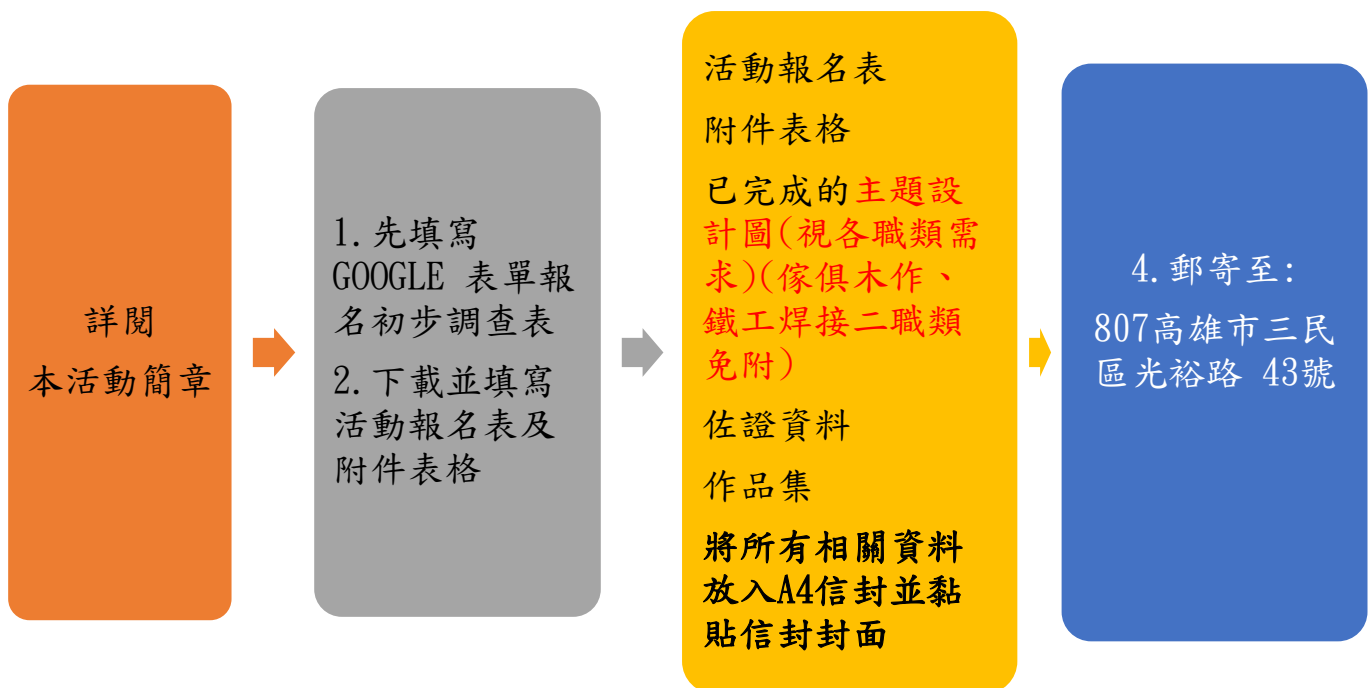 詳閱
本活動簡章
1.先填寫
GOOGLE 表單報
名初步調查表
2.下載並填寫
活動報名表及
附件表格
活動報名表
附件表格
已完成的主題設
計圖(視各職類需
求)(傢俱木作、
鐵工焊接二職類
免附)
佐證資料
作品集
將所有相關資料
放入A4信封並黏
貼信封封面
4.郵寄至:
807高雄市三民
區光裕路 43號